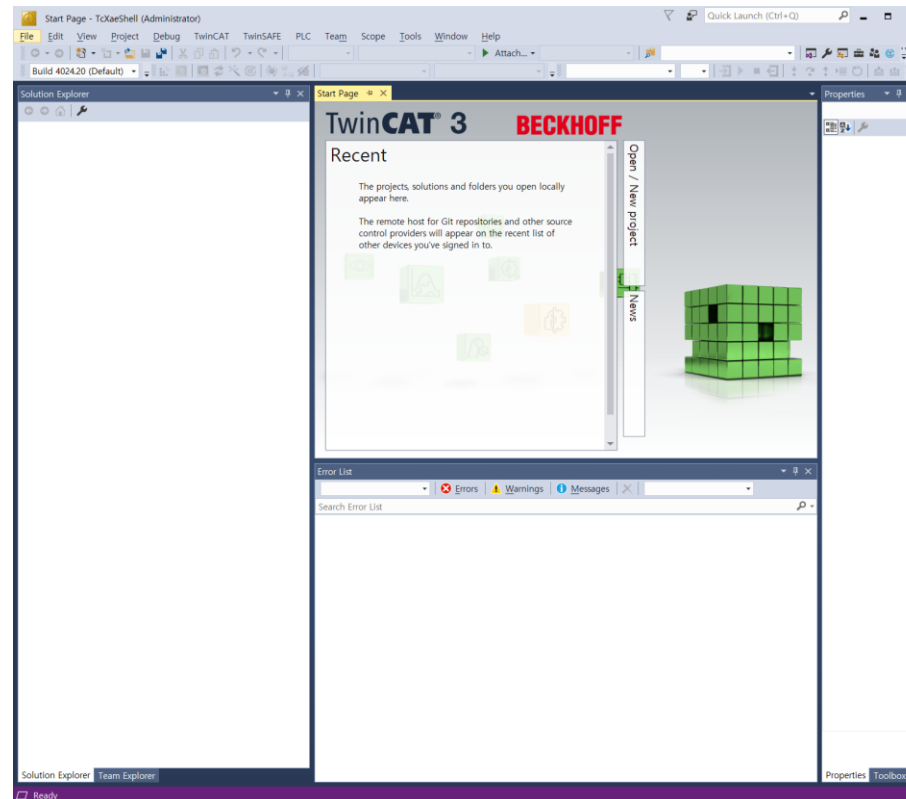 Start Page - TcXaeShell (Administrator)
Quick Launch (Ctrl+Q)
File Edit View Project Debug TwinCAT TwinSAFE PLC Team Scope Tools Window Help
Attach...
Build 4024.20 (Default)
Solution Explorer
Start Page
Properties
TwinCAT® 3
BECKHOFF
Recent
The projects, solutions and folders you open locally
appear here.
The remote host for Git repositories and other source
control providers will appear on the recent list of
other devices you've signed in to.
Open / New project
News
Error List
Errors Warnings Messages
Search Error List
Solution Explorer Team Explorer
Properties Toolbox
Ready